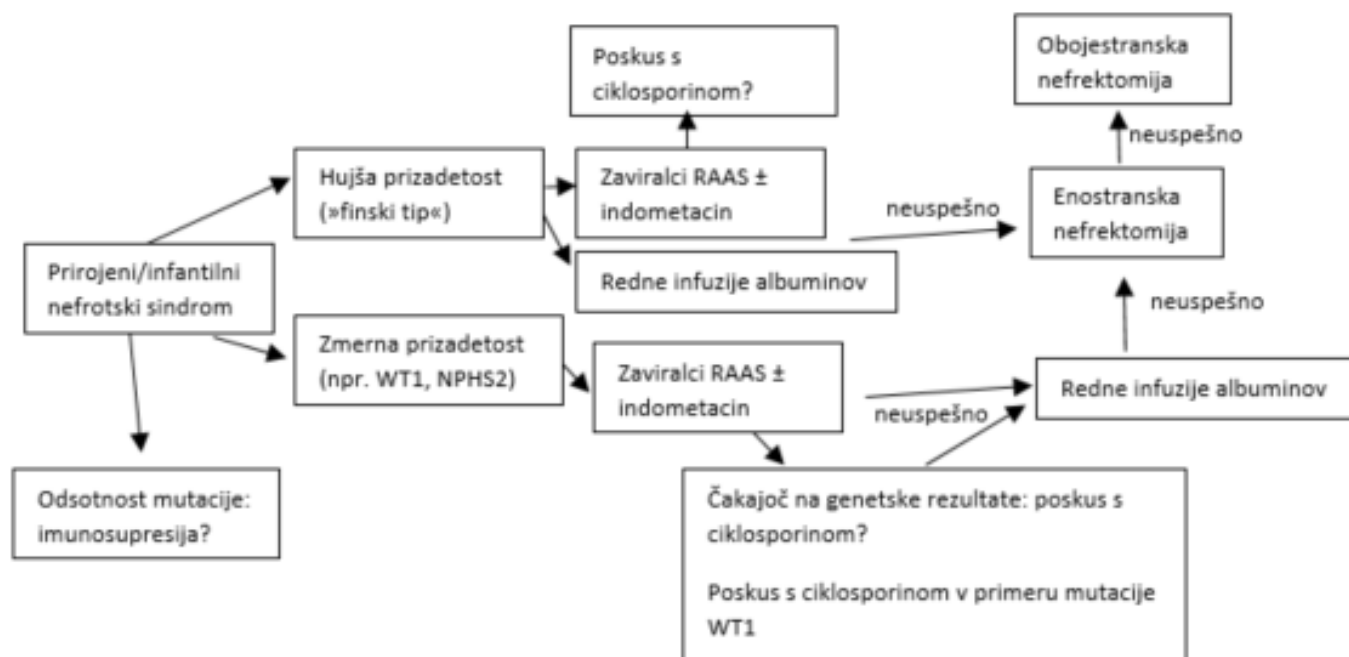 Poskus s
ciklosporinom?
Obojestranska
nefrektomija
neuspešno
Hujša prizadetost
(»finski tip«)
Zaviralci RAAS ±
indometacin
neuspešno
Enostranska
nefrektomija
Prirojeni/infantilni
nefrotski sindrom
Redne infuzije albuminov
neuspešno
Zmerna prizadetost
(npr. WT1, NPHS2)
Zaviralci RAAS ±
indometacin
neuspešno
Redne infuzije albuminov
Odsotnost mutacije:
imunosupresija?
Čakajoč na genetske rezultate: poskus s
ciklosporinom?
Poskus s ciklosporinom v primeru mutacije
WT1